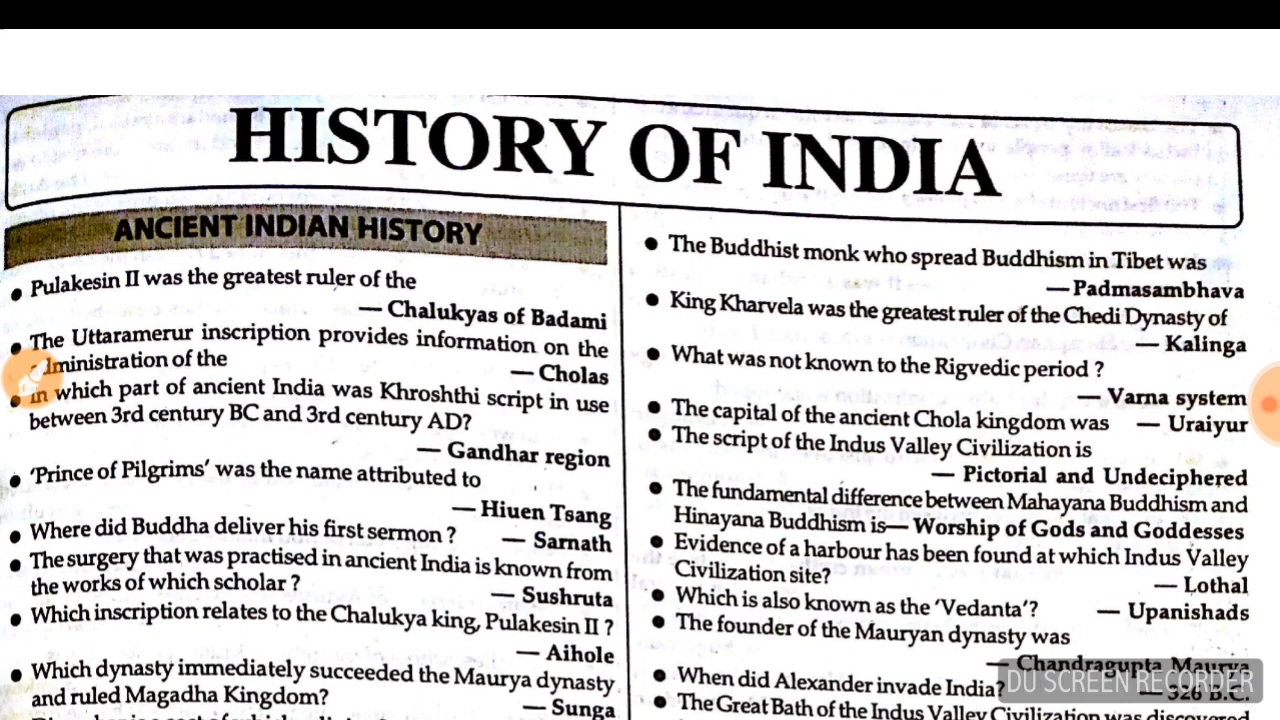 HISTORY OF INDIA
ANCIENT INDIAN HISTORY
• Pulakesin II was the greatest ruler of the
— Chalukyas of Badami
• The Uttaramerur inscription provides information on the
ministration of the
— Cholas
• In which part of ancient India was Khroshthi script in use
between 3rd century BC and 3rd century AD?
— Gandhar region
• 'Prince of Pilgrims' was the name attributed to
— Hiuen Tsang
• Where did Buddha deliver his first sermon ? — Sarnath
• The surgery that was practised in ancient India is known from
the works of which scholar ?
— Sushruta
• Which inscription relates to the Chalukya king, Pulakesin II ?
— Aihole
• Which dynasty immediately succeeded the Maurya dynasty
and ruled Magadha Kingdom?
— Sunga
• The Buddhist monk who spread Buddhism in Tibet was
— Padmasambhava
• King Kharvela was the greatest ruler of the Chedi Dynasty of
— Kalinga
• What was not known to the Rigvedic period ?
— Varna system
• The capital of the ancient Chola kingdom was — Uraiyur
• The script of the Indus Valley Civilization is
— Pictorial and Undeciphered
• The fundamental difference between Mahayana Buddhism and
Hinayana Buddhism is— Worship of Gods and Goddesses
• Evidence of a harbour has been found at which Indus Valley
Civilization site?
— Lothal
• Which is also known as the 'Vedanta'? — Upanishads
• The founder of the Mauryan dynasty was
— Chandragupta Maurya
• When did Alexander invade India? — 326 B.C.
• The Great Bath of the Indus Valley Civilization was discovered
DU SCREEN RECORDER